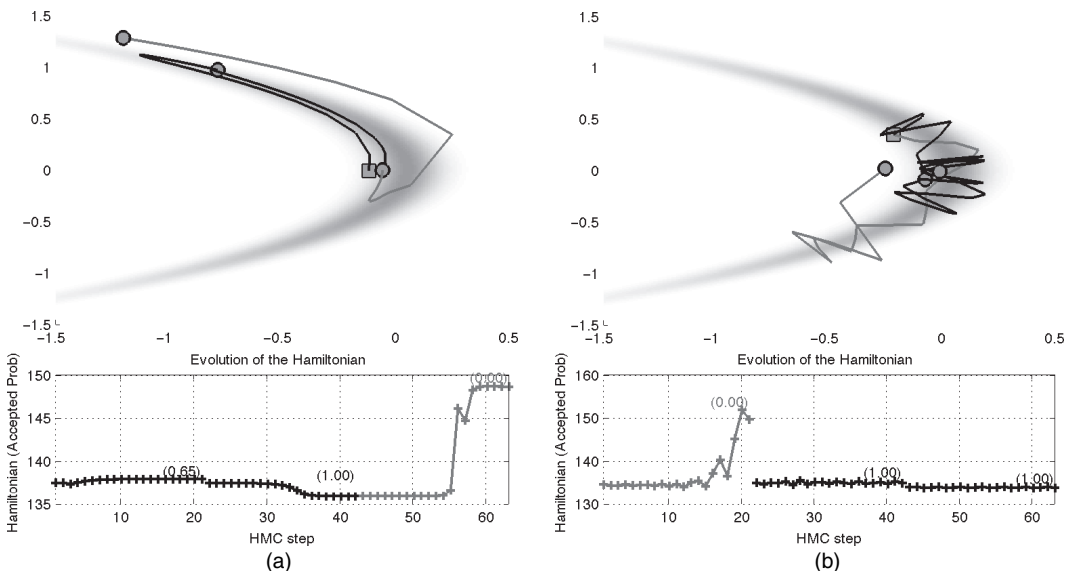 1.5
1
0.5
0
−0.5
−1
−1.5
−1.5 −1 −0.5 0 0.5
Evolution of the Hamiltonian
Hamiltonian (Accepted Prob)
150
145
140
135
(0.65)
(1.00)
(0.00)
10 20 30 40 50 60
HMC step
(a)
1.5
1
0.5
0
−0.5
−1
−1.5
−1.5 −1 −0.5 0 0.5
Evolution of the Hamiltonian
Hamiltonian (Accepted Prob)
160
150
140
130
(0.00)
(1.00)
(1.00)
10 20 30 40 50 60
HMC step
(b)